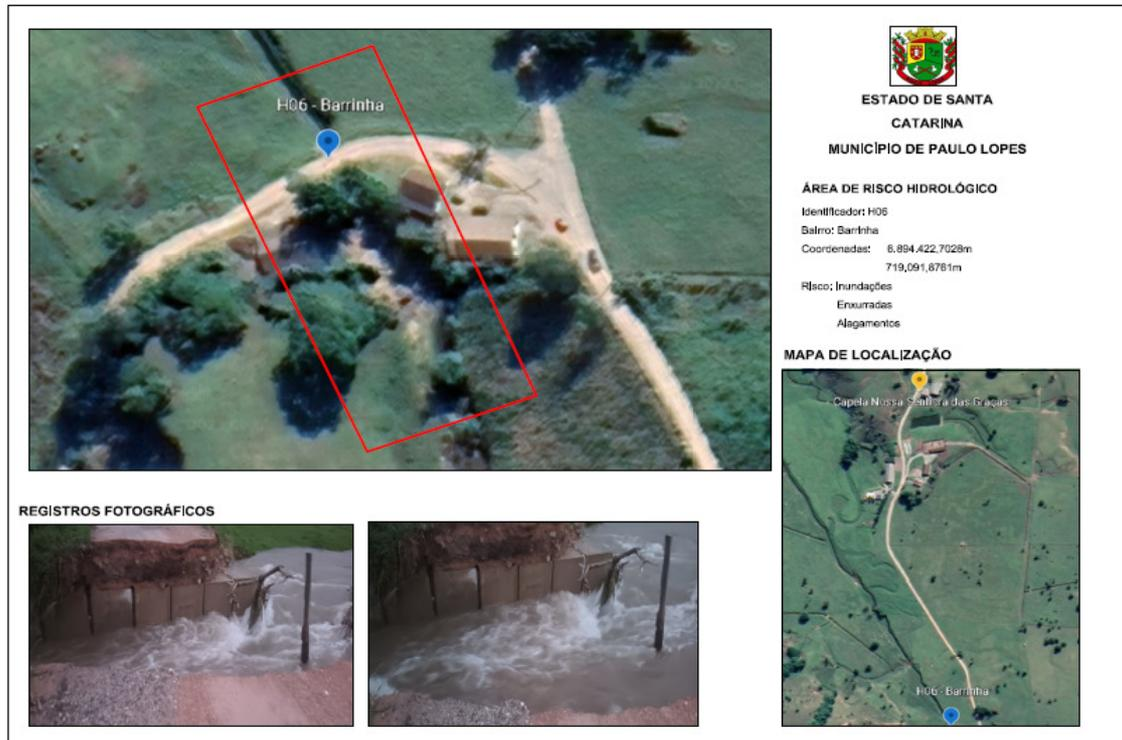 H06 - Barrinha
ESTADO DE SANTA
CATARINA
MUNICÍPIO DE PAULO LOPES
ÁREA DE RISCO HIDROLÓGICO
Identificador: H06
Bairro: Barrinha
Coordenadas: 6.894.422,7028m
719.091,8761m
Risco: Inundações
Enxurradas
Alagamentos
MAPA DE LOCALIZAÇÃO
Capela Nossa Senhora das Graças
H06 - Barrinha
REGISTROS FOTOGRÁFICOS